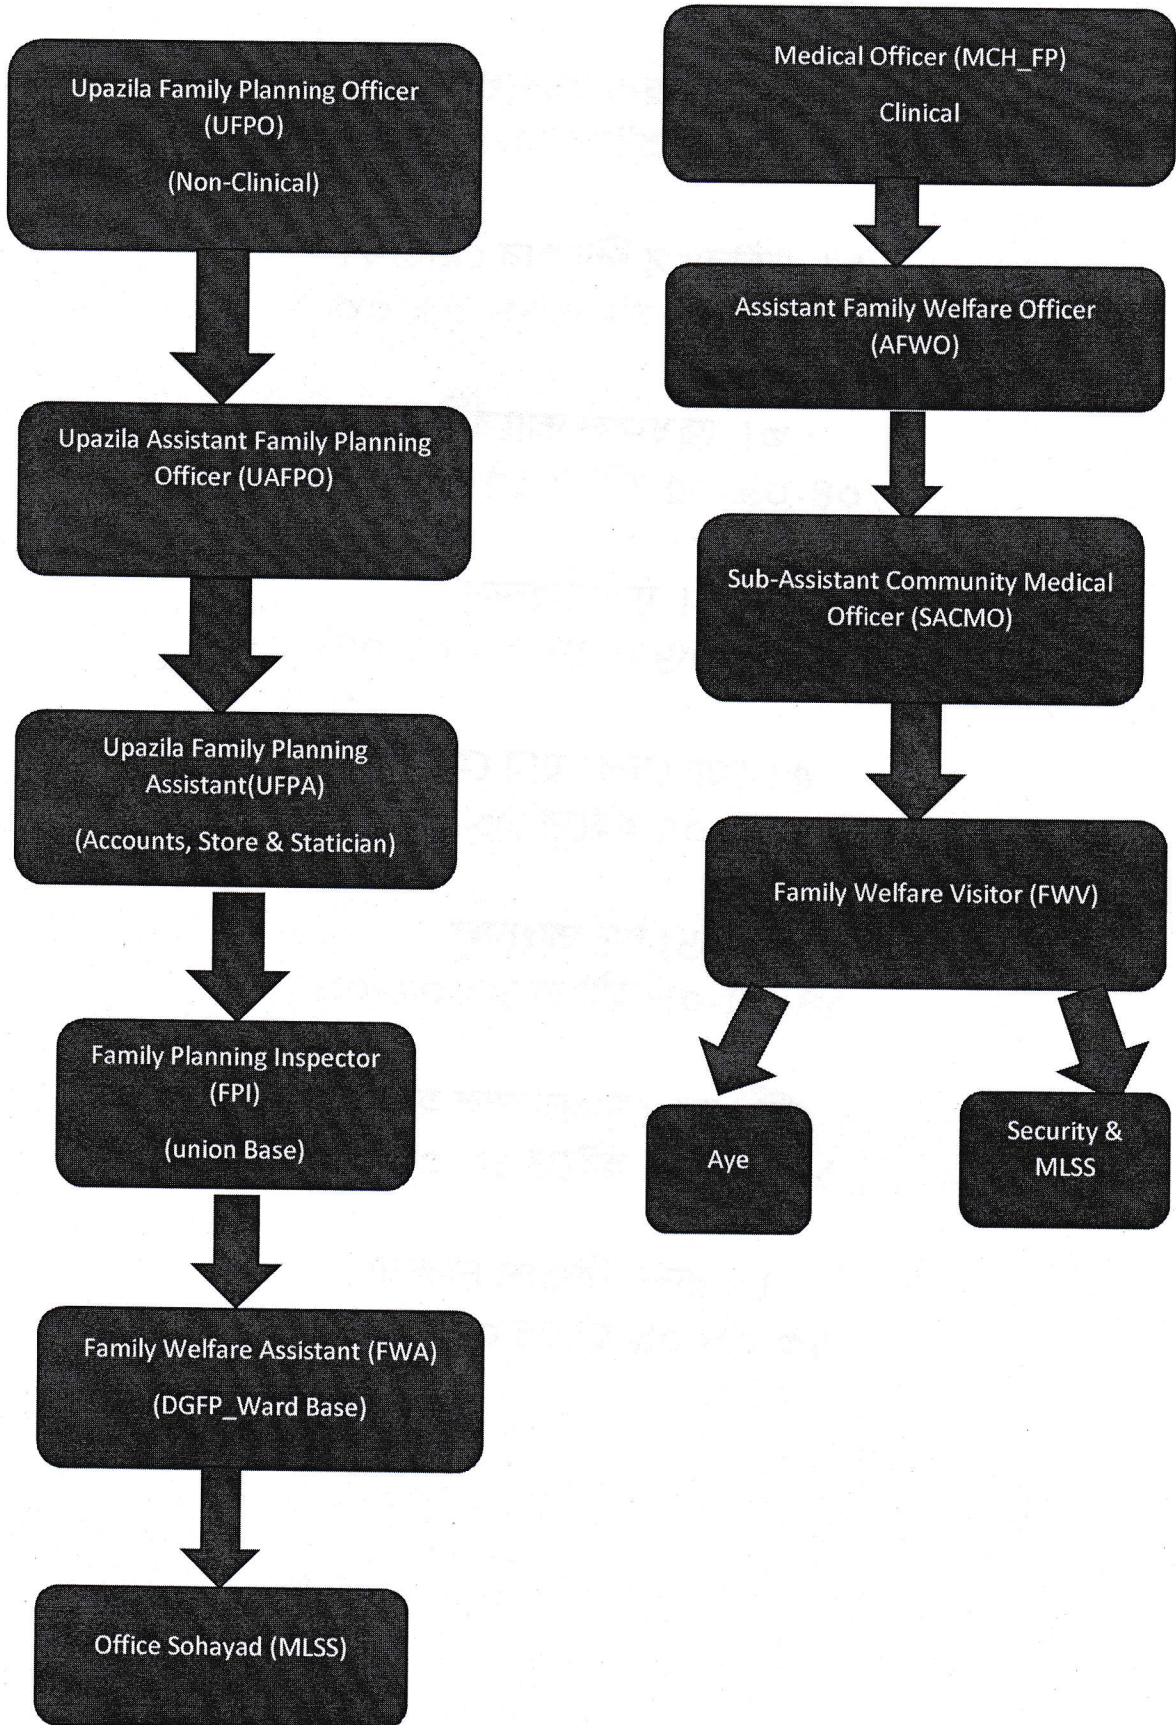 Upazila Family Planning Officer
(UFPO)
(Non-Clinical)
Upazila Assistant Family Planning
Officer (UAFPO)
Upazila Family Planning
Assistant(UFPA)
(Accounts, Store & Statician)
Family Planning Inspector
(FPI)
(union Base)
Family Welfare Assistant (FWA)
(DGFP_Ward Base)
Office Sohayad (MLSS)
Medical Officer (MCH_FP)
Clinical
Assistant Family Welfare Officer
(AFWO)
Sub-Assistant Community Medical
Officer (SACMO)
Family Welfare Visitor (FWV)
Aye
Security &
MLSS